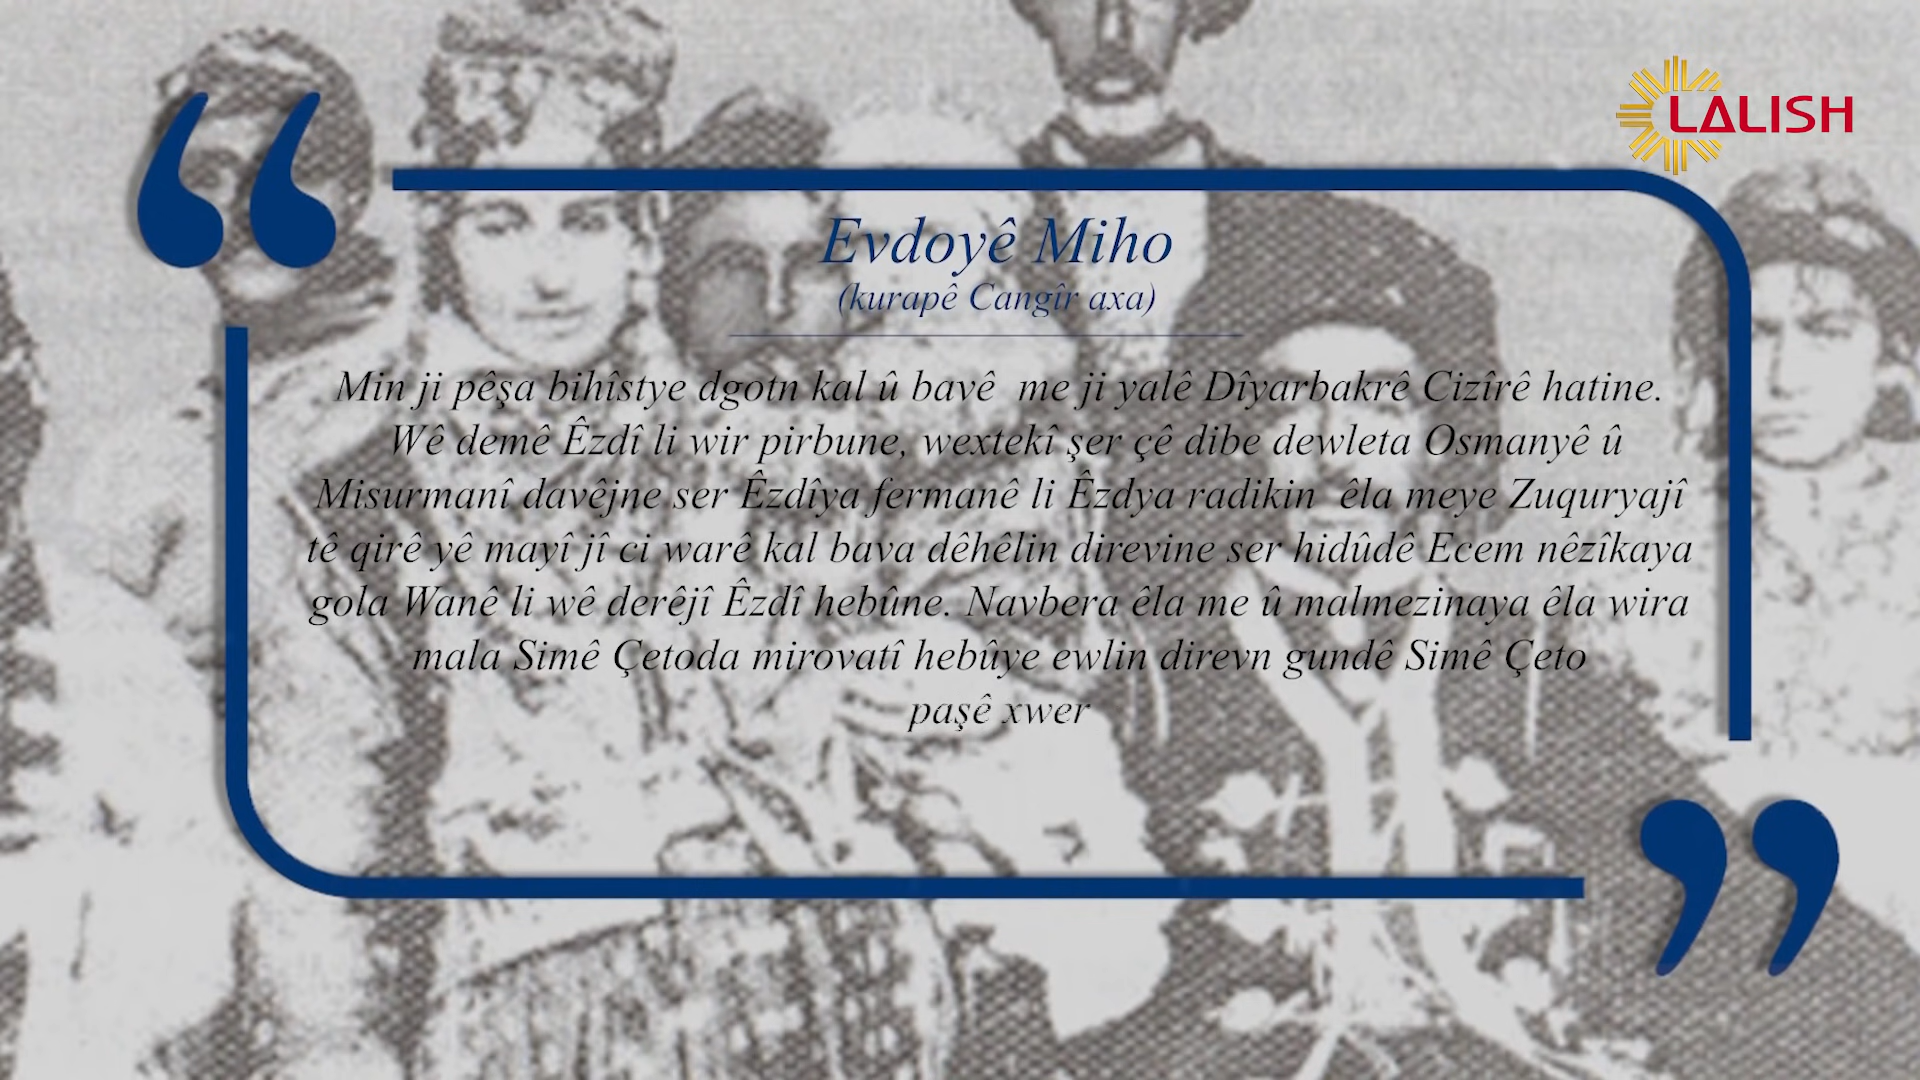 LALISH
Evdoyê Miho
(kurapê Cangîr axa)
Min ji pêşa bihîstye dgotn kal û bavê  me ji yalê Dîyarbakrê Cizîrê hatine.
Wê demê Êzdî li wir pirbune, wextekî şer çê dibe dewleta Osmanyê û
Misurmanî davêjne ser Êzdîya fermanê li Êzdya radikin  êla meye Zuquryajî
tê qirê yê mayî jî ci warê kal bava dêhêlin direvine ser hidûdê Ecem nêzîkaya
gola Wanê li wê derêjî Êzdî hebûne. Navbera êla me û malmezinaya êla wira
mala Simê Çetoda mirovatî hebûye ewlin direvn gundê Simê Çeto
paşê xwer